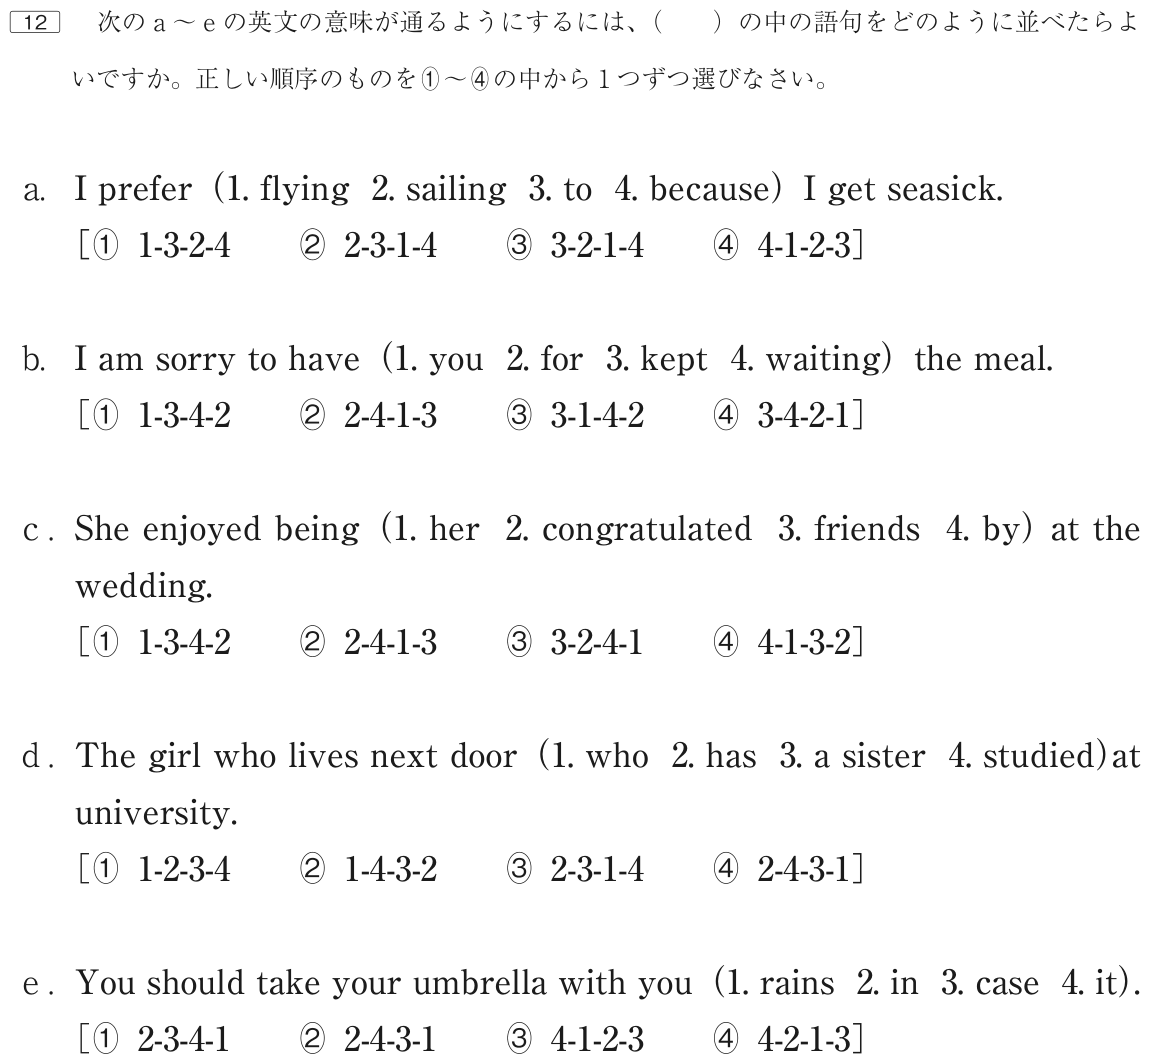 12 次のａ～ｅの英文の意味が通るようにするには、（　　）の中の語句をどのように並べたらよ
いですか。正しい順序のものを①～④の中から１つずつ選びなさい。
a. I prefer (1. flying 2. sailing 3. to 4. because) I get seasick.
[① 1-3-2-4 ② 2-3-1-4 ③ 3-2-1-4 ④ 4-1-2-3]
b. I am sorry to have (1. you 2. for 3. kept 4. waiting) the meal.
[① 1-3-4-2 ② 2-4-1-3 ③ 3-1-4-2 ④ 3-4-2-1]
c. She enjoyed being (1. her 2. congratulated 3. friends 4. by) at the
wedding.
[① 1-3-4-2 ② 2-4-1-3 ③ 3-2-4-1 ④ 4-1-3-2]
d. The girl who lives next door (1. who 2. has 3. a sister 4. studied) at
university.
[① 1-2-3-4 ② 1-4-3-2 ③ 2-3-1-4 ④ 2-4-3-1]
e. You should take your umbrella with you (1. rains 2. in 3. case 4. it).
[① 2-3-4-1 ② 2-4-3-1 ③ 4-1-2-3 ④ 4-2-1-3]